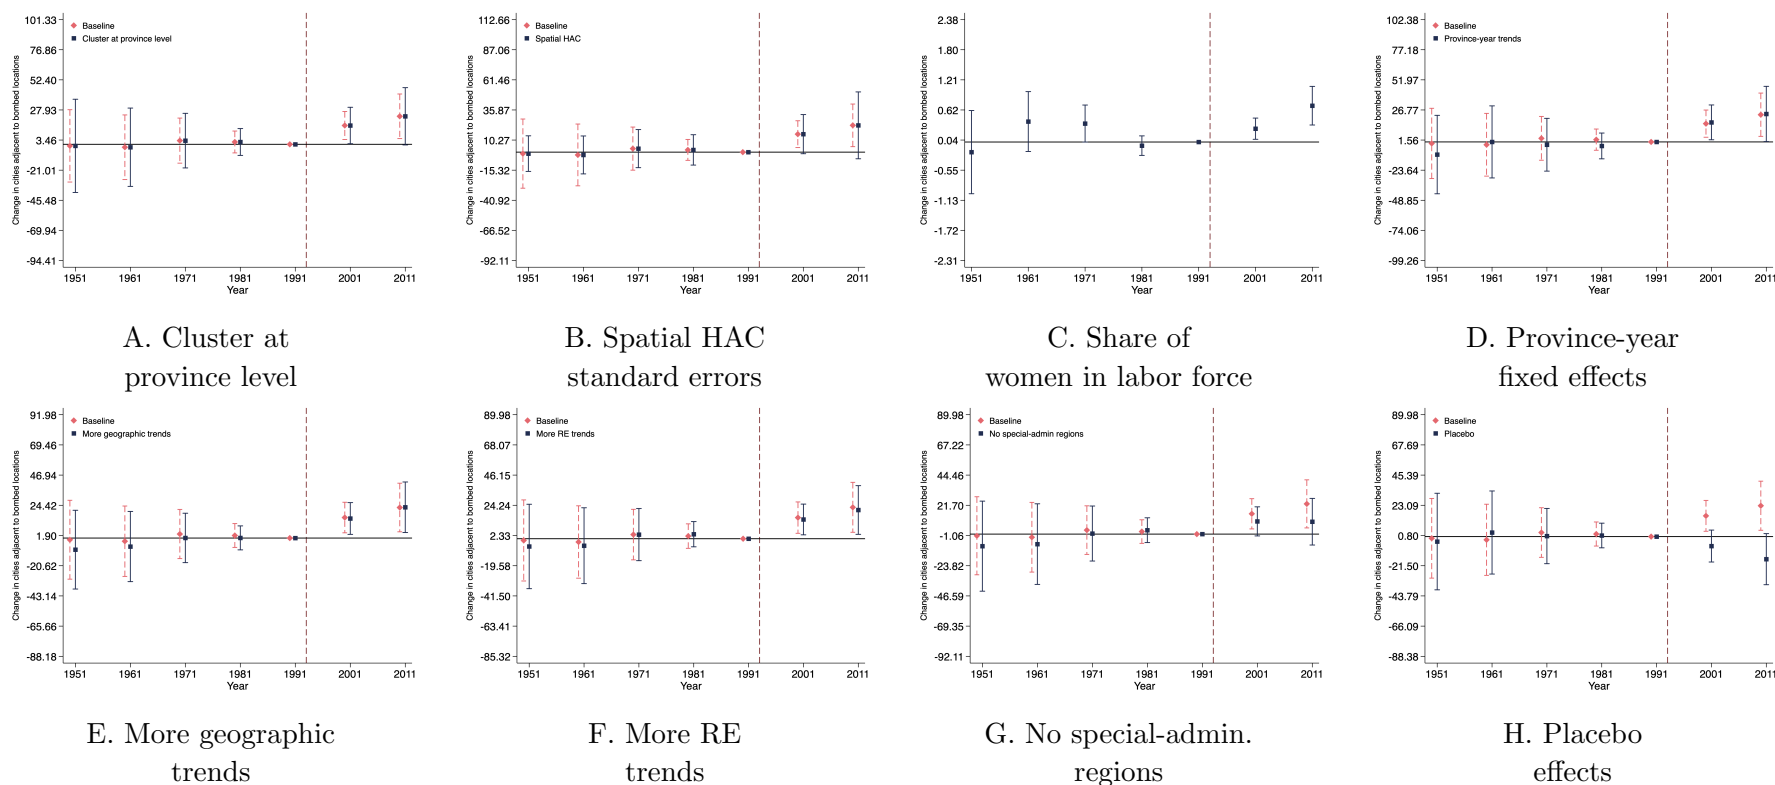 Change in cities adjacent to bombed locations
101.33
76.86
52.40
27.93
3.46
-21.01
-45.48
-69.94
-94.41
Baseline
Cluster at province level
1951 1961 1971 1981 1991 2001 2011
Year
A. Cluster at
province level
Change in cities adjacent to bombed locations
112.66
87.06
61.46
35.87
10.27
-15.32
-40.92
-66.52
-92.11
Baseline
Spatial HAC
1951 1961 1971 1981 1991 2001 2011
Year
B. Spatial HAC
standard errors
Change in cities adjacent to bombed locations
2.38
1.80
1.21
0.62
0.04
-0.55
-1.13
-1.72
-2.31
1951 1961 1971 1981 1991 2001 2011
Year
C. Share of
women in labor force
Change in cities adjacent to bombed locations
102.38
77.18
51.97
26.77
1.56
-23.64
-48.85
-74.06
-99.26
Baseline
Province-year trends
1951 1961 1971 1981 1991 2001 2011
Year
D. Province-year
fixed effects
Change in cities adjacent to bombed locations
91.98
69.46
46.94
24.42
1.90
-20.62
-43.14
-65.66
-88.18
Baseline
More geographic trends
1951 1961 1971 1981 1991 2001 2011
Year
E. More geographic
trends
Change in cities adjacent to bombed locations
89.98
68.07
46.15
24.24
2.33
-19.58
-41.50
-63.41
-85.32
Baseline
More RE trends
1951 1961 1971 1981 1991 2001 2011
Year
F. More RE
trends
Change in cities adjacent to bombed locations
89.98
67.22
44.46
21.70
-1.06
-23.82
-46.59
-69.35
-92.11
Baseline
No special-admin regions
1951 1961 1971 1981 1991 2001 2011
Year
G. No special-admin.
regions
Change in cities adjacent to bombed locations
89.98
67.69
45.39
23.09
0.80
-21.50
-43.79
-66.09
-88.38
Baseline
Placebo
1951 1961 1971 1981 1991 2001 2011
Year
H. Placebo
effects